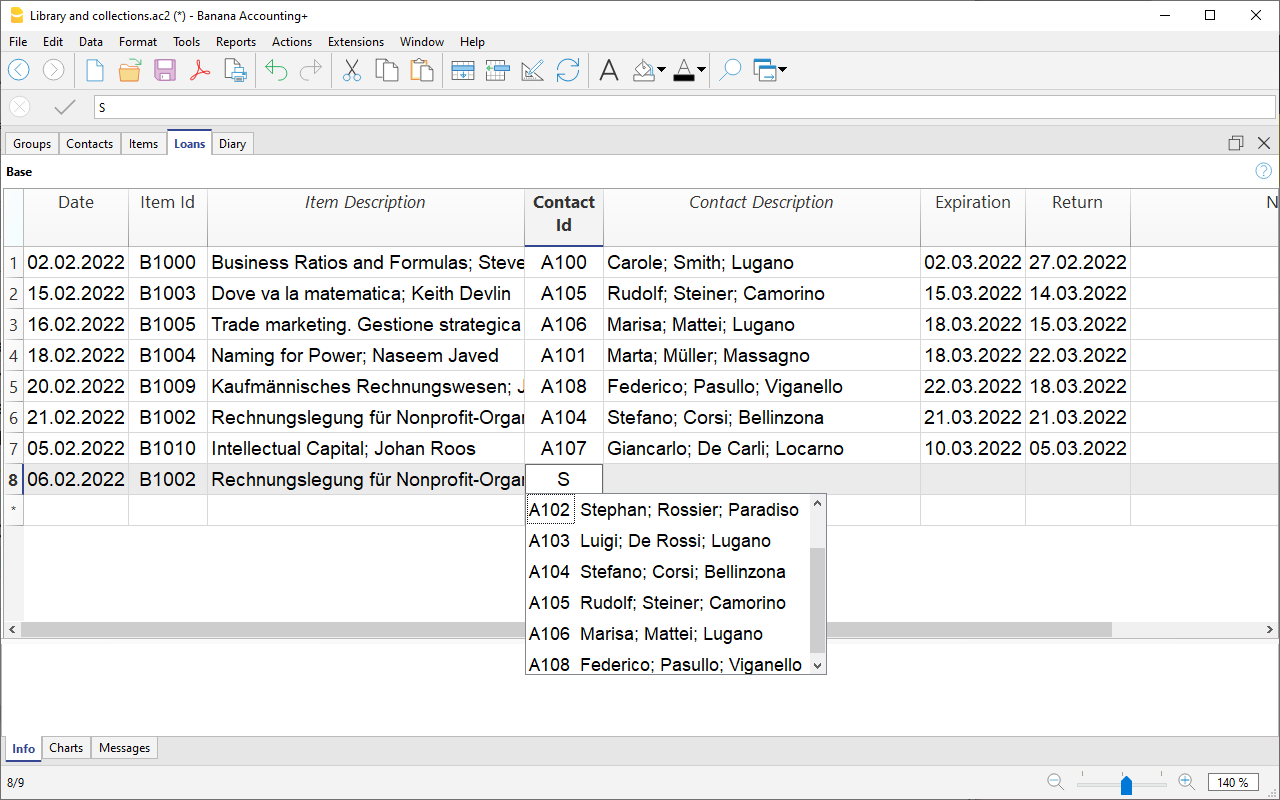 Library and collections.ac2 (*) - Banana Accounting+
File Edit Data Format Tools Reports Actions Extensions Window Help
S
Groups Contacts Items Loans Diary
Base
Date Item Id Item Description Contact Id Contact Description Expiration Return N
1 02.02.2022 B1000 Business Ratios and Formulas; Steve A100 Carole; Smith; Lugano 02.03.2022 27.02.2022
2 15.02.2022 B1003 Dove va la matematica; Keith Devlin A105 Rudolf; Steiner; Camorino 15.03.2022 14.03.2022
3 16.02.2022 B1005 Trade marketing. Gestione strategica A106 Marisa; Mattei; Lugano 18.03.2022 15.03.2022
4 18.02.2022 B1004 Naming for Power; Naseem Javed A101 Marta; Müller; Massagno 18.03.2022 22.03.2022
5 20.02.2022 B1009 Kaufmännisches Rechnungswesen; J A108 Federico; Pasullo; Viganello 22.03.2022 18.03.2022
6 21.02.2022 B1002 Rechnungslegung für Nonprofit-Organ A104 Stefano; Corsi; Bellinzona 21.03.2022 21.03.2022
7 05.02.2022 B1010 Intellectual Capital; Johan Roos A107 Giancarlo; De Carli; Locarno 10.03.2022 05.03.2022
8 06.02.2022 B1002 Rechnungslegung für Nonprofit-Organ S
*
A102 Stephan; Rossier; Paradiso
A103 Luigi; De Rossi; Lugano
A104 Stefano; Corsi; Bellinzona
A105 Rudolf; Steiner; Camorino
A106 Marisa; Mattei; Lugano
A108 Federico; Pasullo; Viganello
Info Charts Messages
8/9
140 %